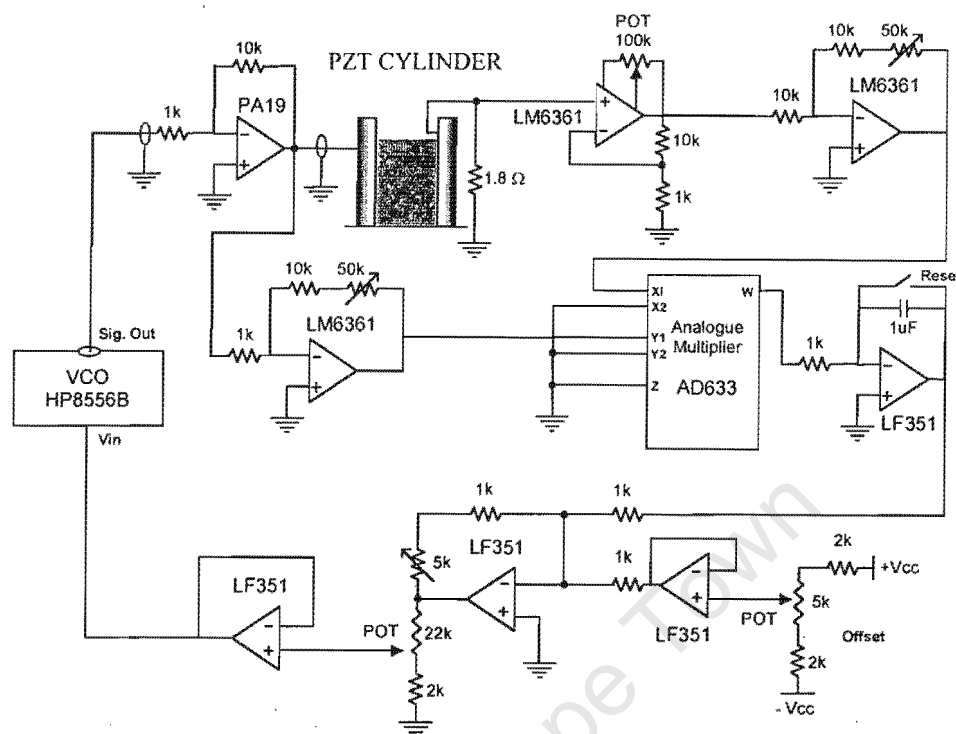 POT
100k
10k
PZT CYLINDER
10k
50k
LM6361
1k
PA19
LM6361
10k
10k
1.8 Ω
1k
10k
50k
LM6361
1k
X1
X2
Y1
Y2
Z
W
Analogue
Multiplier
AD633
Rese
1uF
1k
LF351
Sig. Out
VCO
HP8556B
Vin
1k
1k
5k
LF351
1k
LF351
2k
+Vcc
5k
POT
Offset
2k
- Vcc
LF351
POT
22k
2k
pe Town